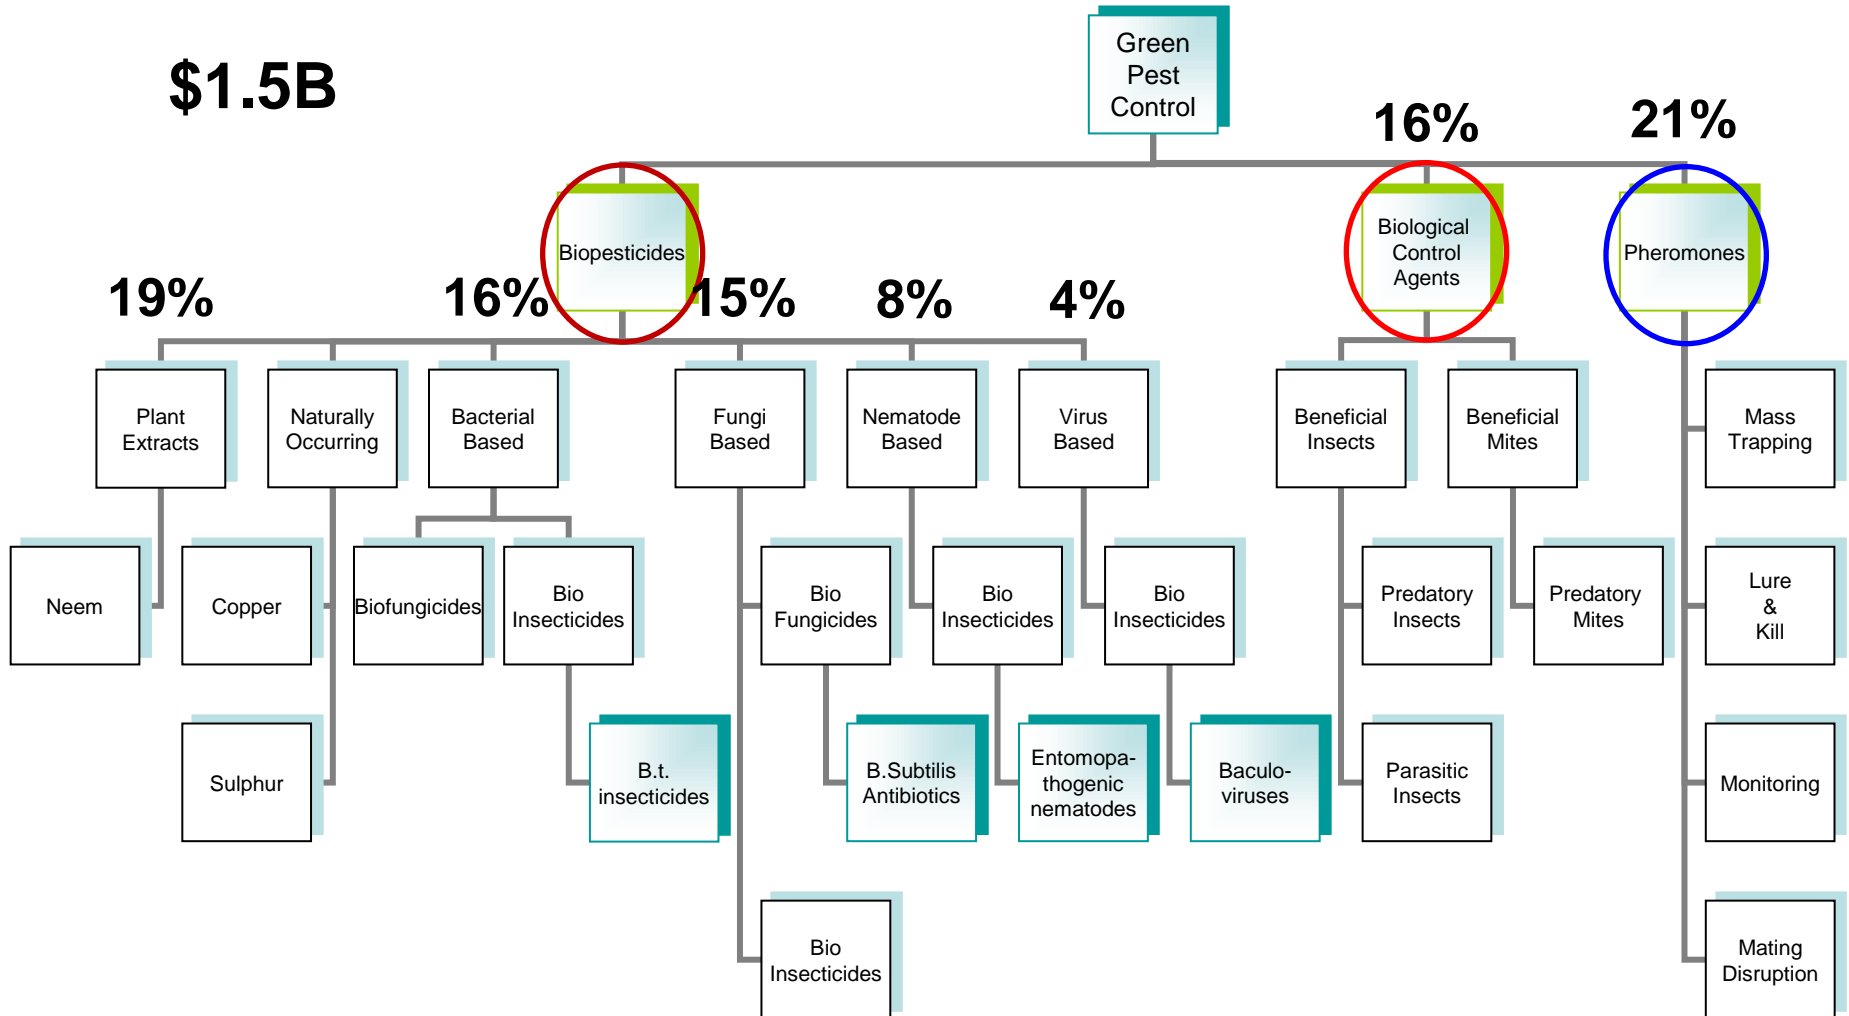 $1.5B
Green
Pest
Control
16%
21%
Biopesticides
Biological
Control
Agents
Pheromones
19%
16%
15%
8%
4%
Plant
Extracts
Naturally
Occurring
Bacterial
Based
Fungi
Based
Nematode
Based
Virus
Based
Beneficial
Insects
Beneficial
Mites
Mass
Trapping
Neem
Copper
Biofungicides
Bio
Insecticides
Bio
Fungicides
Bio
Insecticides
Bio
Insecticides
Predatory
Insects
Predatory
Mites
Lure
&
Kill
Sulphur
B.t.
insecticides
B.Subtilis
Antibiotics
Entomopa-
thogenic
nematodes
Baculo-
viruses
Parasitic
Insects
Monitoring
Bio
Insecticides
Mating
Disruption